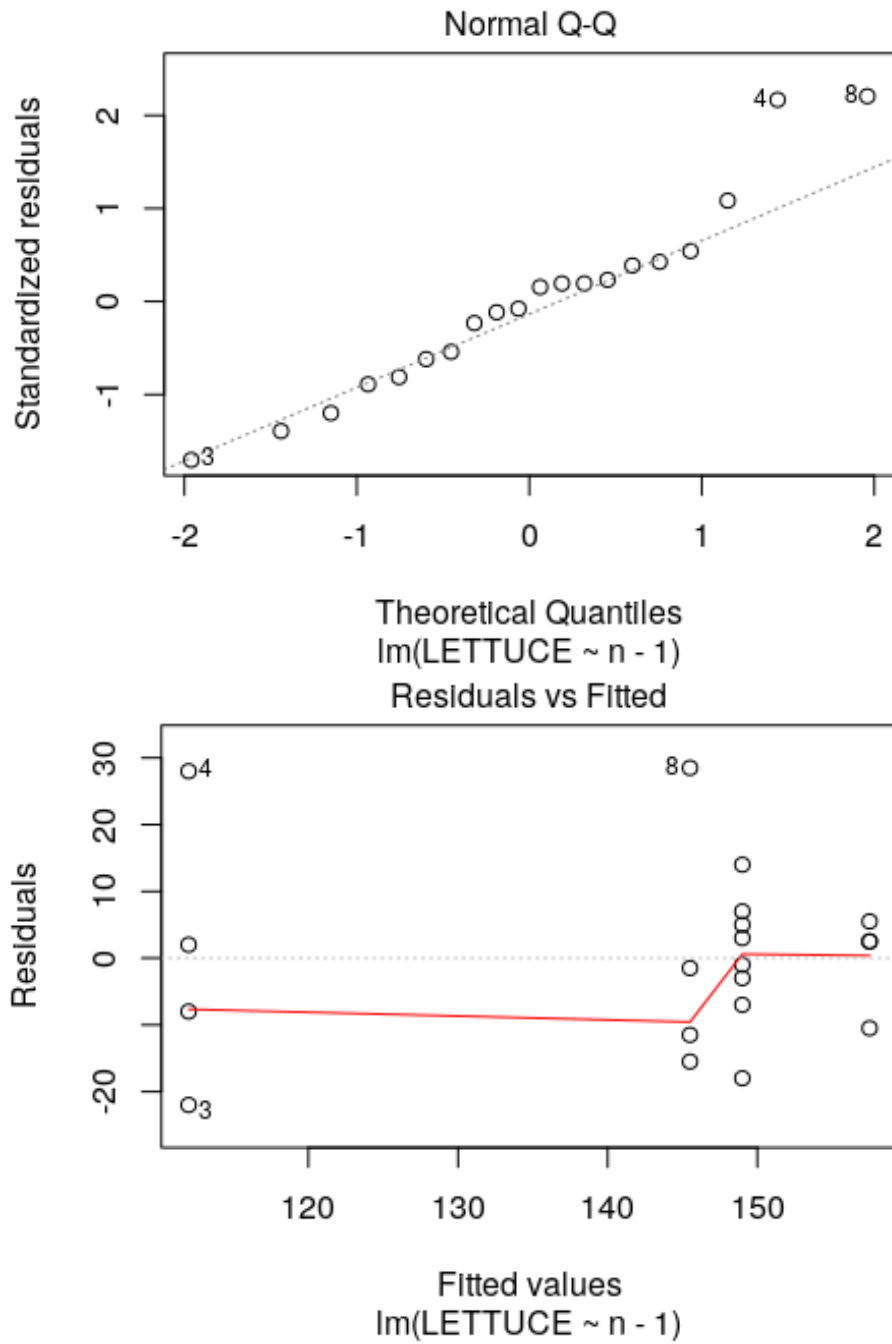 Normal Q-Q
Standardized residuals
2
1
0
-1
4
8
3
-2 -1 0 1 2
Theoretical Quantiles
lm(LETTUCE ~ n - 1)
Residuals vs Fitted
Residuals
30
20
10
0
-20
4
8
3
120 130 140 150
Fitted values
lm(LETTUCE ~ n - 1)